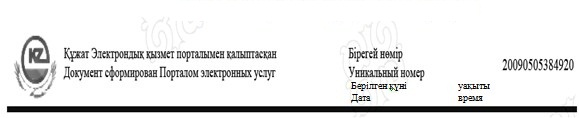 KZ
Құжат Электрондық қызмет порталымен қалыптасқан
Документ сформирован Порталом электронных услуг
Бірегей нөмір
Уникальный номер
20090505384920
Берілген күні уақыты
Дата время